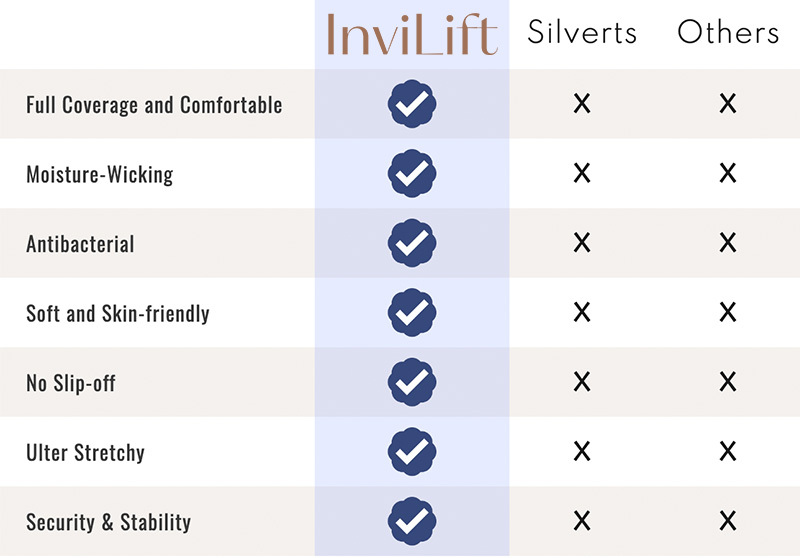 InviLift Silverts Others
Full Coverage and Comfortable X X
Moisture-Wicking X X
Antibacterial X X
Soft and Skin-friendly X X
No Slip-off X X
Ulter Stretchy X X
Security & Stability X X